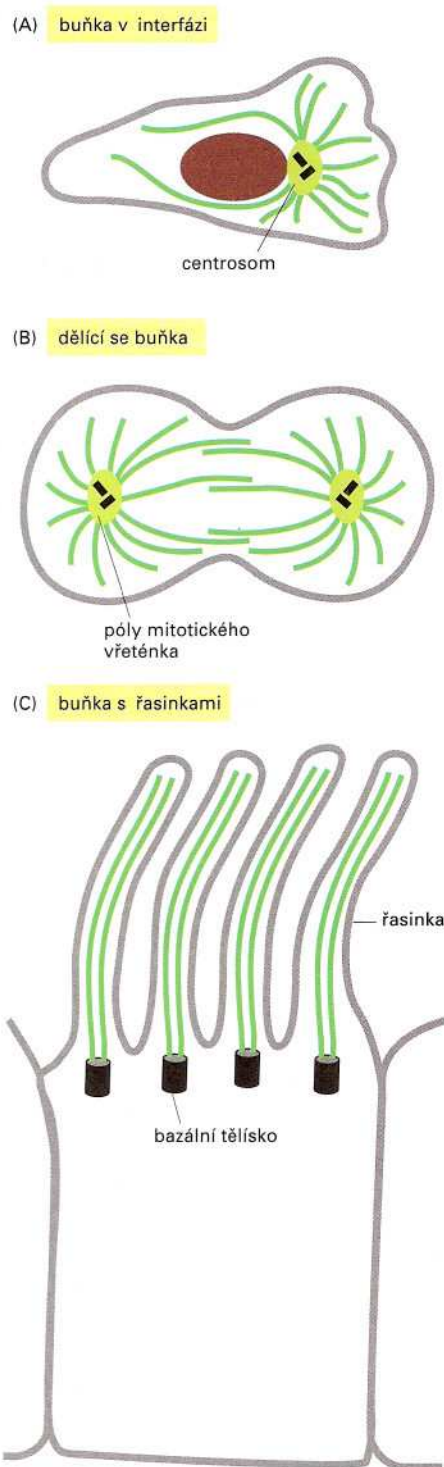 (A) buňka v interfázi
centrosom
(B) dělící se buňka
póly mitotického
vřeténka
(C) buňka s řasinkami
řasinka
bazální tělísko